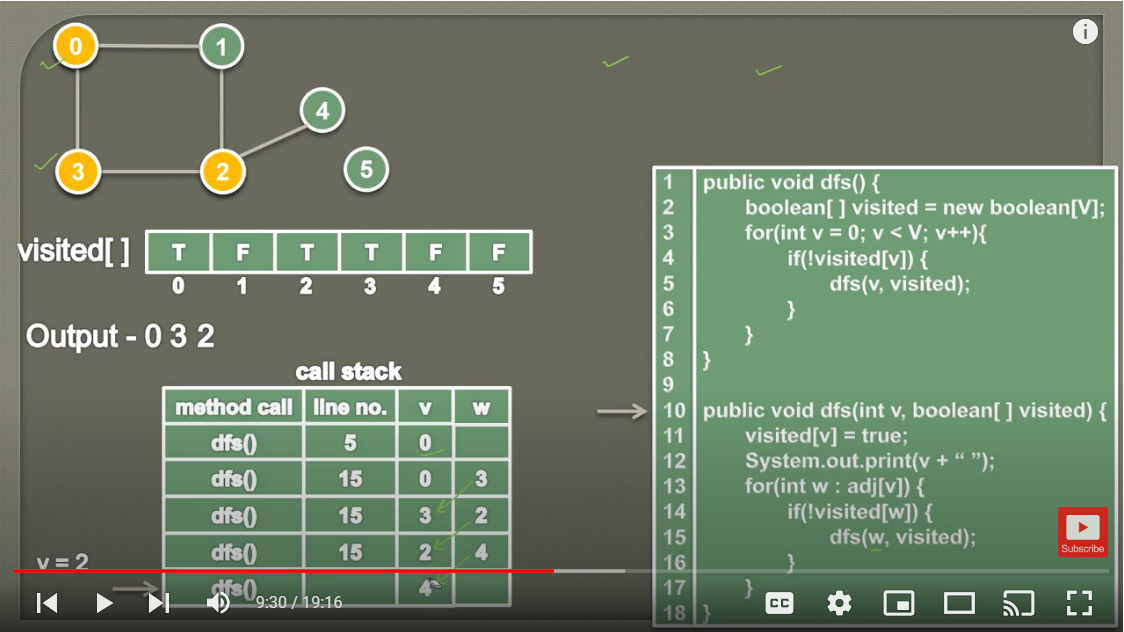 0 1
4
3 2 5
visited[ ] T F T T F F
0 1 2 3 4 5
Output - 0 3 2
call stack
method call line no. v w
dfs() 5 0
dfs() 15 0 3
dfs() 15 3 2
dfs() 15 2 4
v = 2
dfs() 4
1 public void dfs() {
2 boolean[ ] visited = new boolean[V];
3 for(int v = 0; v < V; v++){
4 if(!visited[v]) {
5 dfs(v, visited);
6 }
7 }
8 }
9
10 public void dfs(int v, boolean[ ] visited) {
11 visited[v] = true;
12 System.out.print(v + “ ”);
13 for(int w : adj[v]) {
14 if(!visited[w]) {
15 dfs(w, visited);
16 }
17 }
18 }
i
Subscribe
9:30 / 19:16
CC